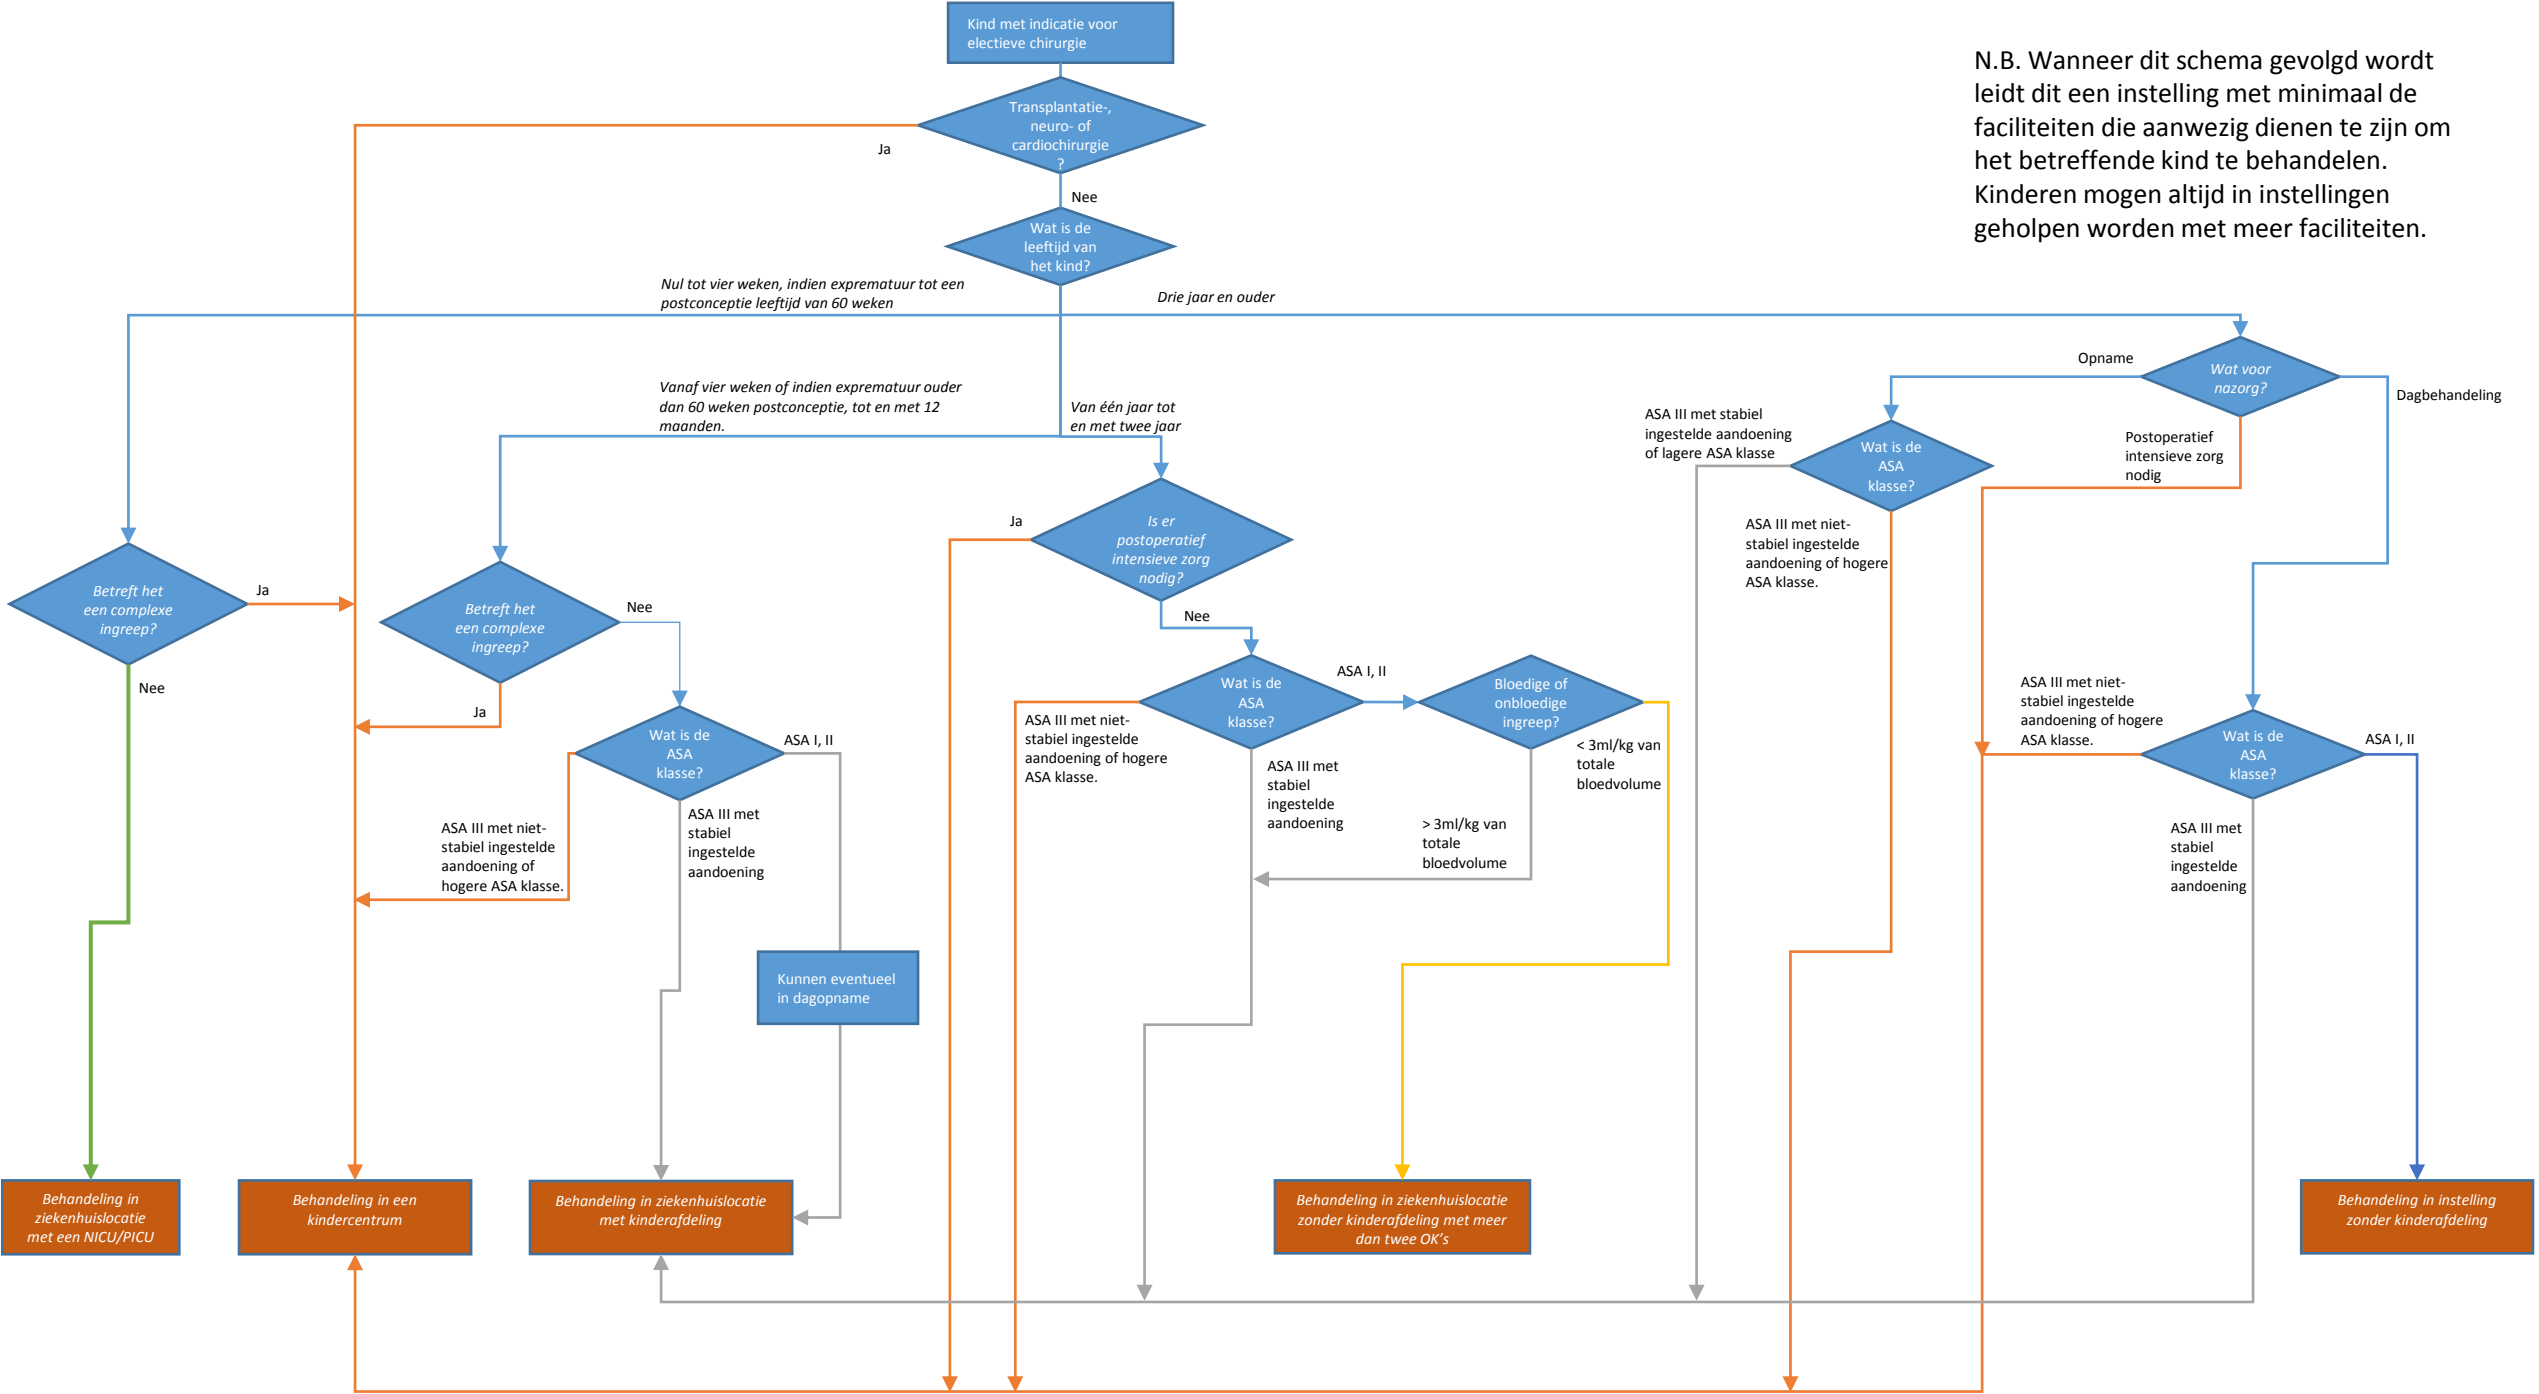 Kind met indicatie voor
electieve chirurgie
N.B. Wanneer dit schema gevolgd wordt
leidt dit een instelling met minimaal de
faciliteiten die aanwezig dienen te zijn om
het betreffende kind te behandelen.
Kinderen mogen altijd in instellingen
geholpen worden met meer faciliteiten.
Transplantatie-,
neuro- of
cardiochirurgie
?
Ja
Nee
Wat is de
leeftijd van
het kind?
Nul tot vier weken, indien exprematuur tot een
postconceptie leeftijd van 60 weken
Drie jaar en ouder
Vanaf vier weken of indien exprematuur ouder
dan 60 weken postconceptie, tot en met 12
maanden.
Van één jaar tot
en met twee jaar
Wat voor
nazorg?
Opname
Dagbehandeling
Postoperatief
intensieve zorg
nodig
ASA III met stabiel
ingestelde aandoening
of lagere ASA klasse
Wat is de
ASA
klasse?
ASA III met niet-
stabiel ingestelde
aandoening of hogere
ASA klasse.
Betreft het
een complexe
ingreep?
Ja
Nee
Betreft het
een complexe
ingreep?
Nee
Ja
Wat is de
ASA
klasse?
ASA I, II
ASA III met niet-
stabiel ingestelde
aandoening of
hogere ASA klasse.
ASA III met
stabiel
ingestelde
aandoening
Kunnen eventueel
in dagopname
Ja
Is er
postoperatief
intensieve zorg
nodig?
Nee
Wat is de
ASA
klasse?
ASA I, II
ASA III met niet-
stabiel ingestelde
aandoening of hogere
ASA klasse.
ASA III met
stabiel
ingestelde
aandoening
Bloedige of
onbloedige
ingreep?
< 3ml/kg van
totale
bloedvolume
> 3ml/kg van
totale
bloedvolume
ASA III met niet-
stabiel ingestelde
aandoening of hogere
ASA klasse.
Wat is de
ASA
klasse?
ASA I, II
ASA III met
stabiel
ingestelde
aandoening
Behandeling in
ziekenhuislocatie
met een NICU/PICU
Behandeling in een
kindercentrum
Behandeling in ziekenhuislocatie
met kinderafdeling
Behandeling in ziekenhuislocatie
zonder kinderafdeling met meer
dan twee OK's
Behandeling in instelling
zonder kinderafdeling